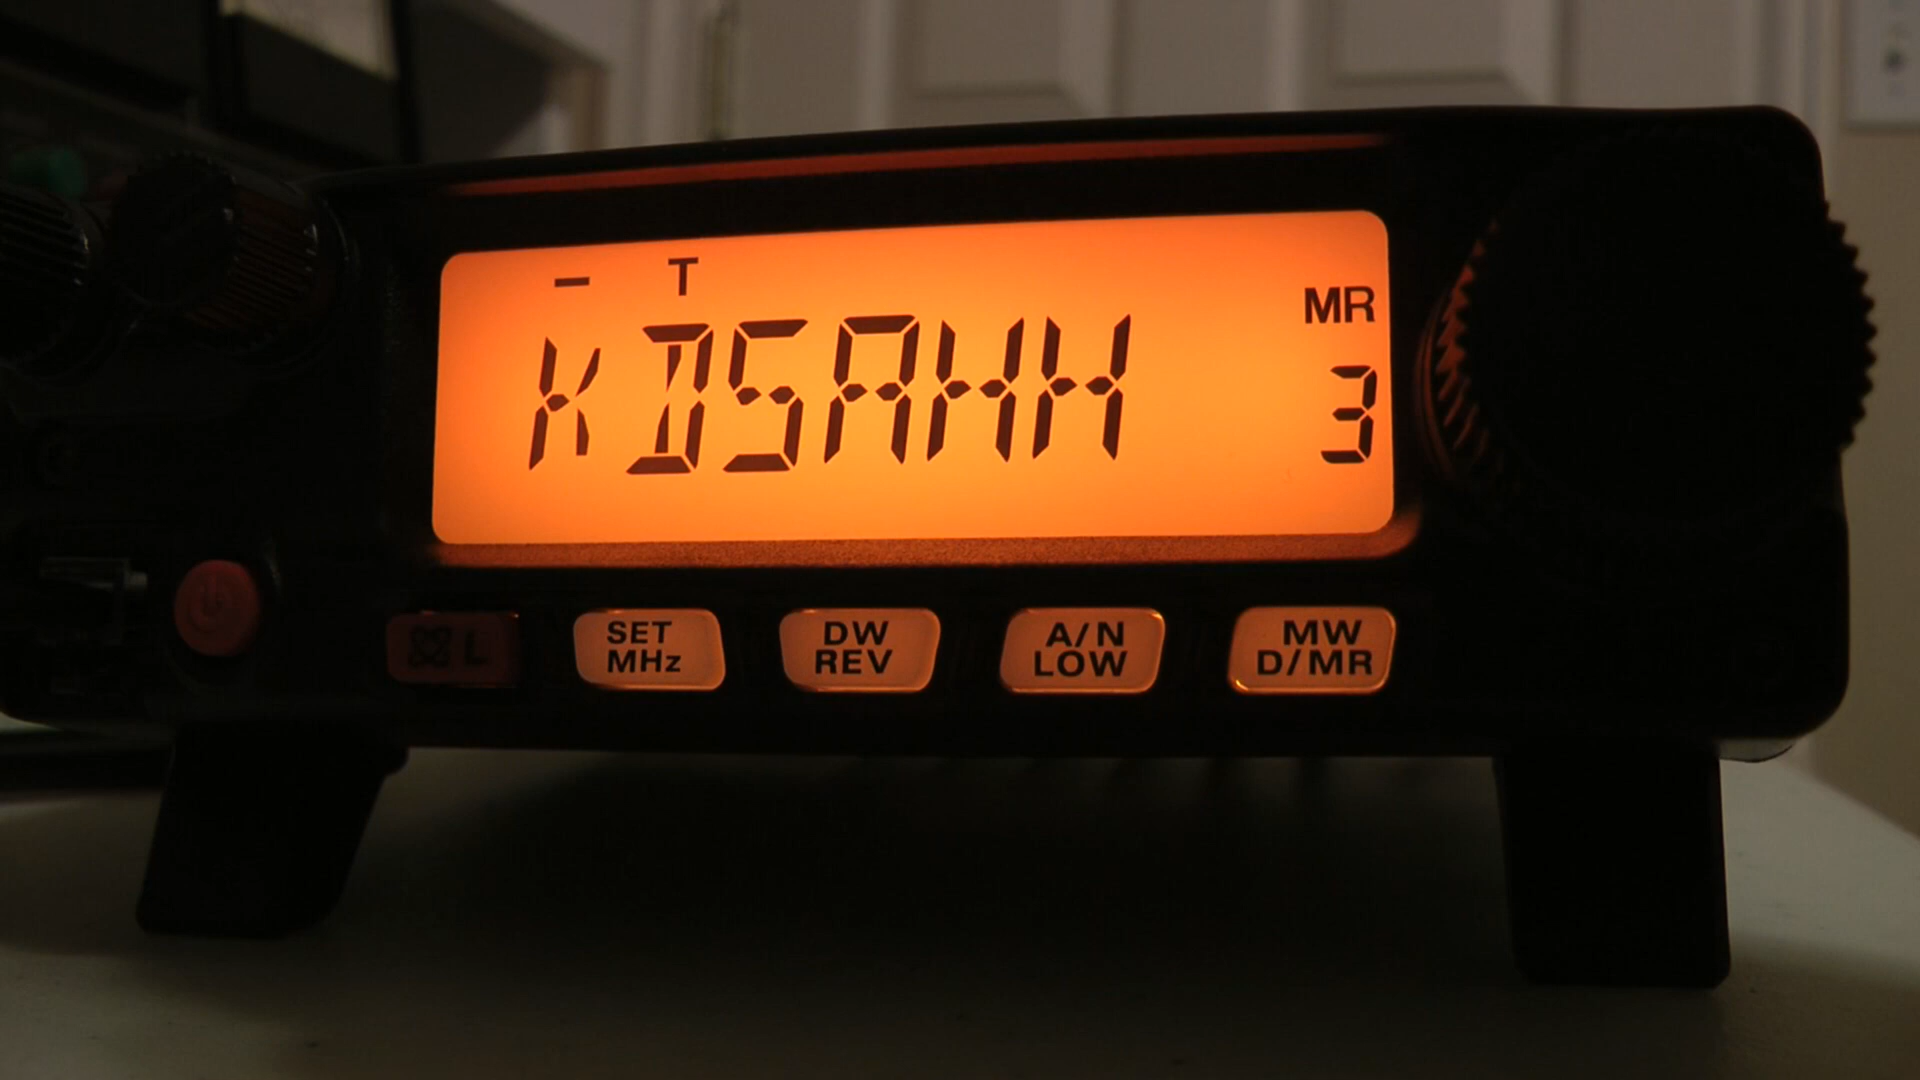 - T
MR
KD5AHH
3
L
SET
MHz
DW
REV
A/N
LOW
MW
D/MR